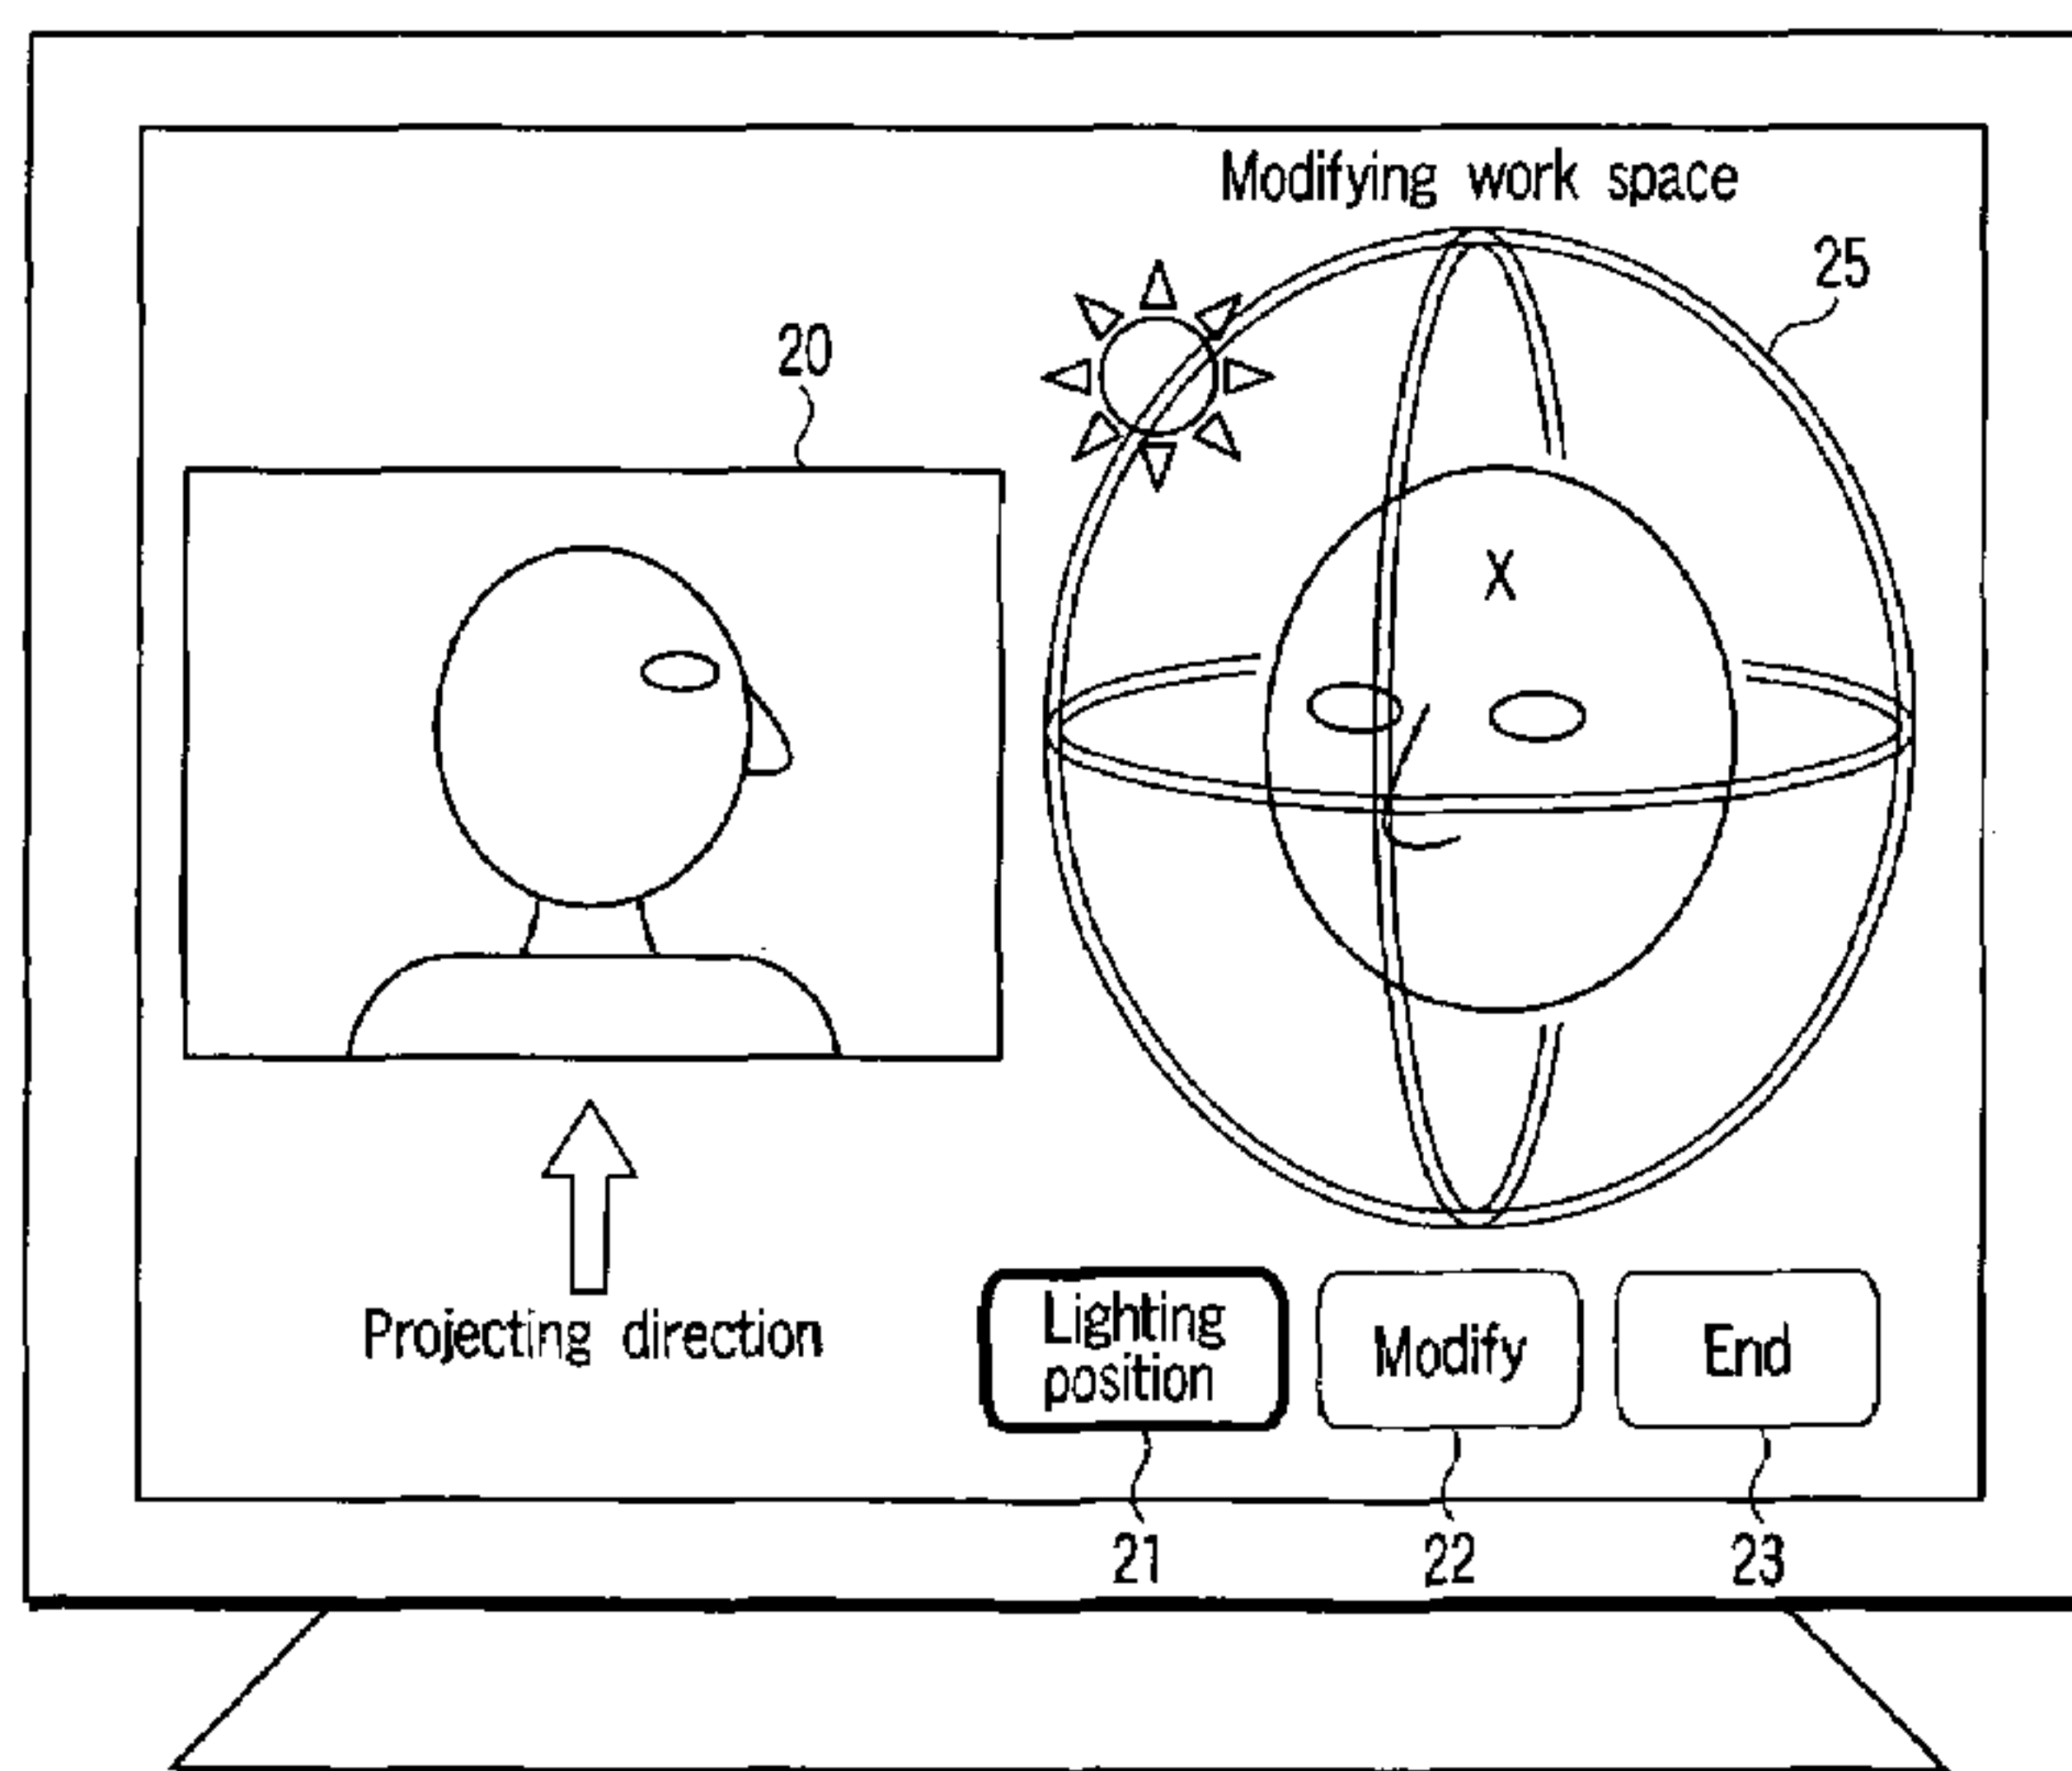 Modifying work space
25
20
X
Projecting direction
Lighting
position
Modify
End
21
22
23